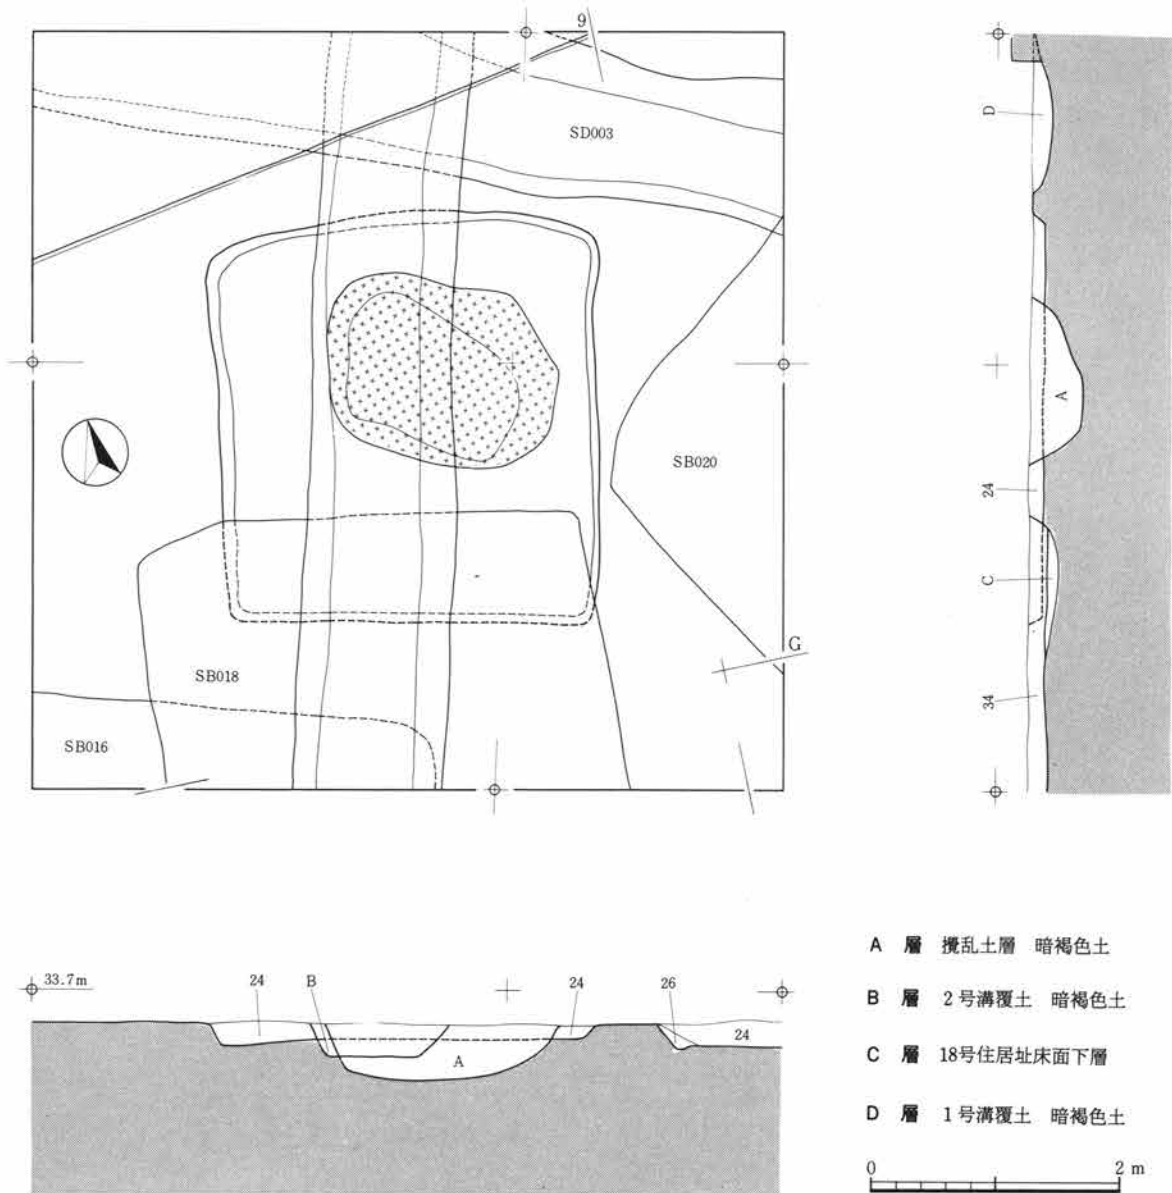 9
SD003
D
SB020
A
24
C
G
SB018
34
SB016
33.7m
24
B
24
26
A
24
A 層 攪乱土層 暗褐色土
B 層 2号溝覆土 暗褐色土
C 層 18号住居址床面下層
D 層 1号溝覆土 暗褐色土
0 2 m